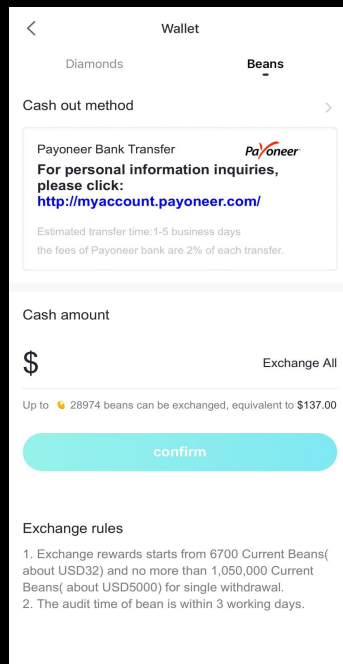 Wallet
Diamonds
Beans
Cash out method
Payoneer Bank Transfer
Payoneer
For personal information inquiries,
please click:
http://myaccount.payoneer.com/
Estimated transfer time:1-5 business days
the fees of Payoneer bank are 2% of each transfer.
Cash amount
$
Exchange All
Up to 28974 beans can be exchanged, equivalent to $137.00
confirm
Exchange rules
1. Exchange rewards starts from 6700 Current Beans(
about USD32) and no more than 1,050,000 Current
Beans( about USD5000) for single withdrawal.
2. The audit time of bean is within 3 working days.